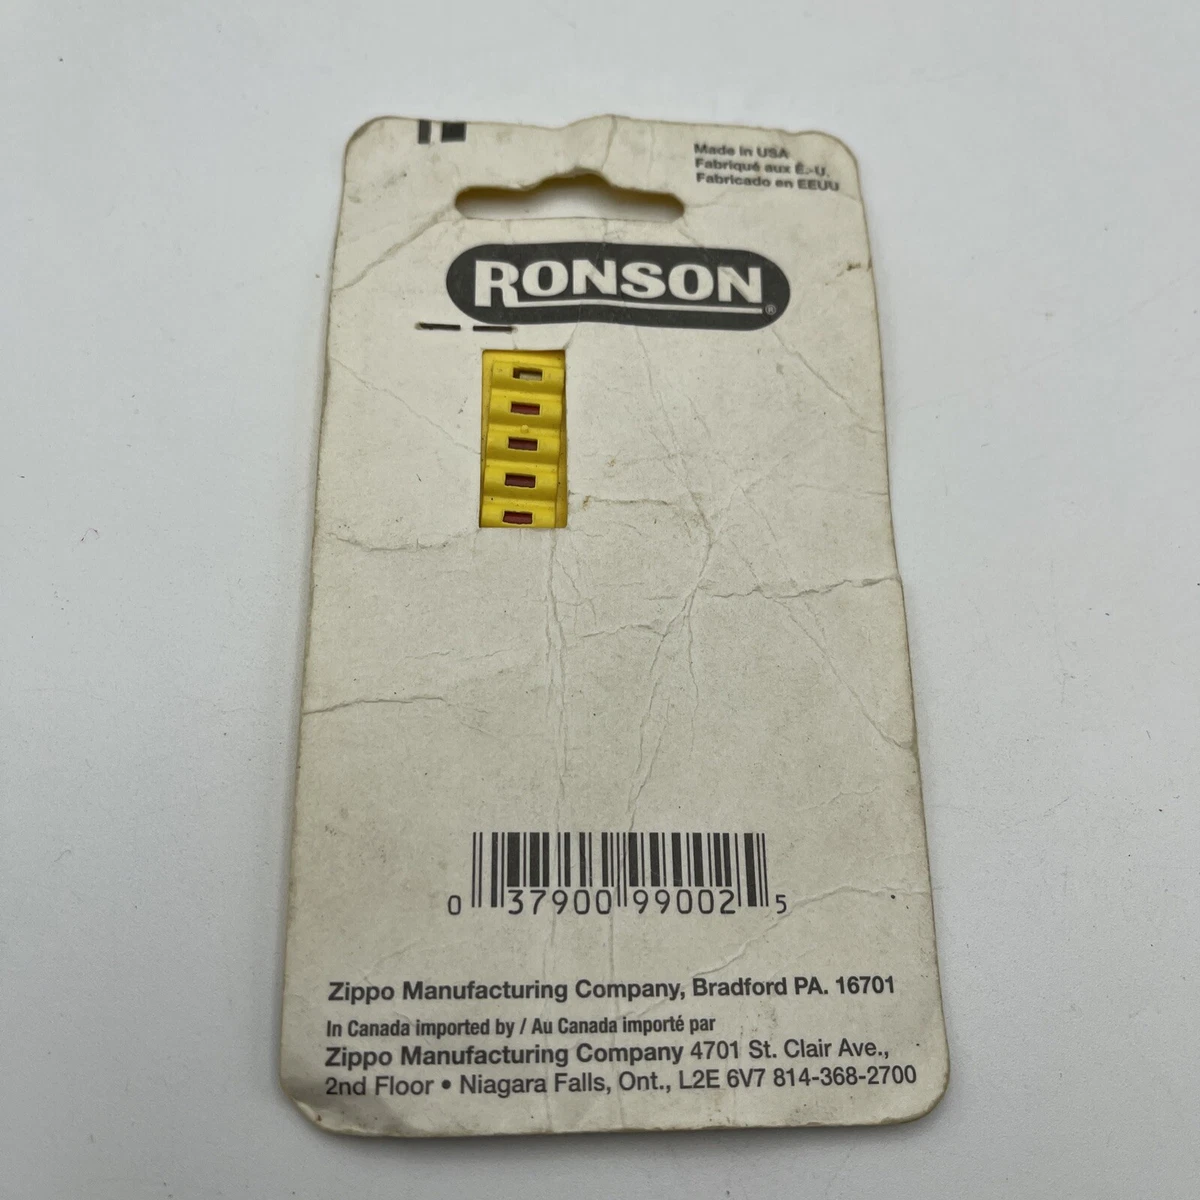 Made in USA
Fabriqué aux É.-U.
Fabricado en EEUU
RONSON®
0 37900 99002 5
Zippo Manufacturing Company, Bradford PA. 16701
In Canada imported by / Au Canada importé par
Zippo Manufacturing Company 4701 St. Clair Ave.,
2nd Floor • Niagara Falls, Ont., L2E 6V7 814-368-2700